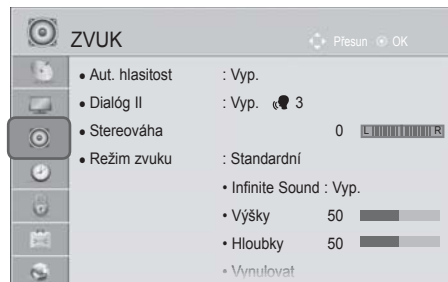 ZVUK
Přesun OK
• Aut. hlasitost : Vyp.
• Dialóg II : Vyp. 3
• Stereováha 0 L R
• Režim zvuku : Standardní
• Infinite Sound : Vyp.
• Výšky 50
• Hloubky 50
• Vynulovat